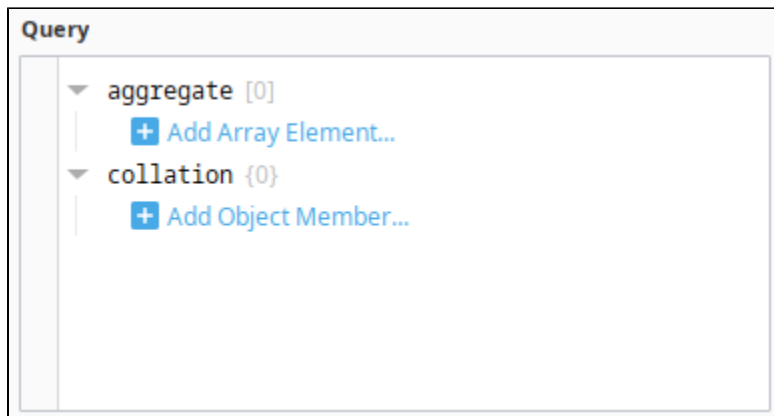 Query
aggregate [0]
Add Array Element...
collation {0}
Add Object Member...